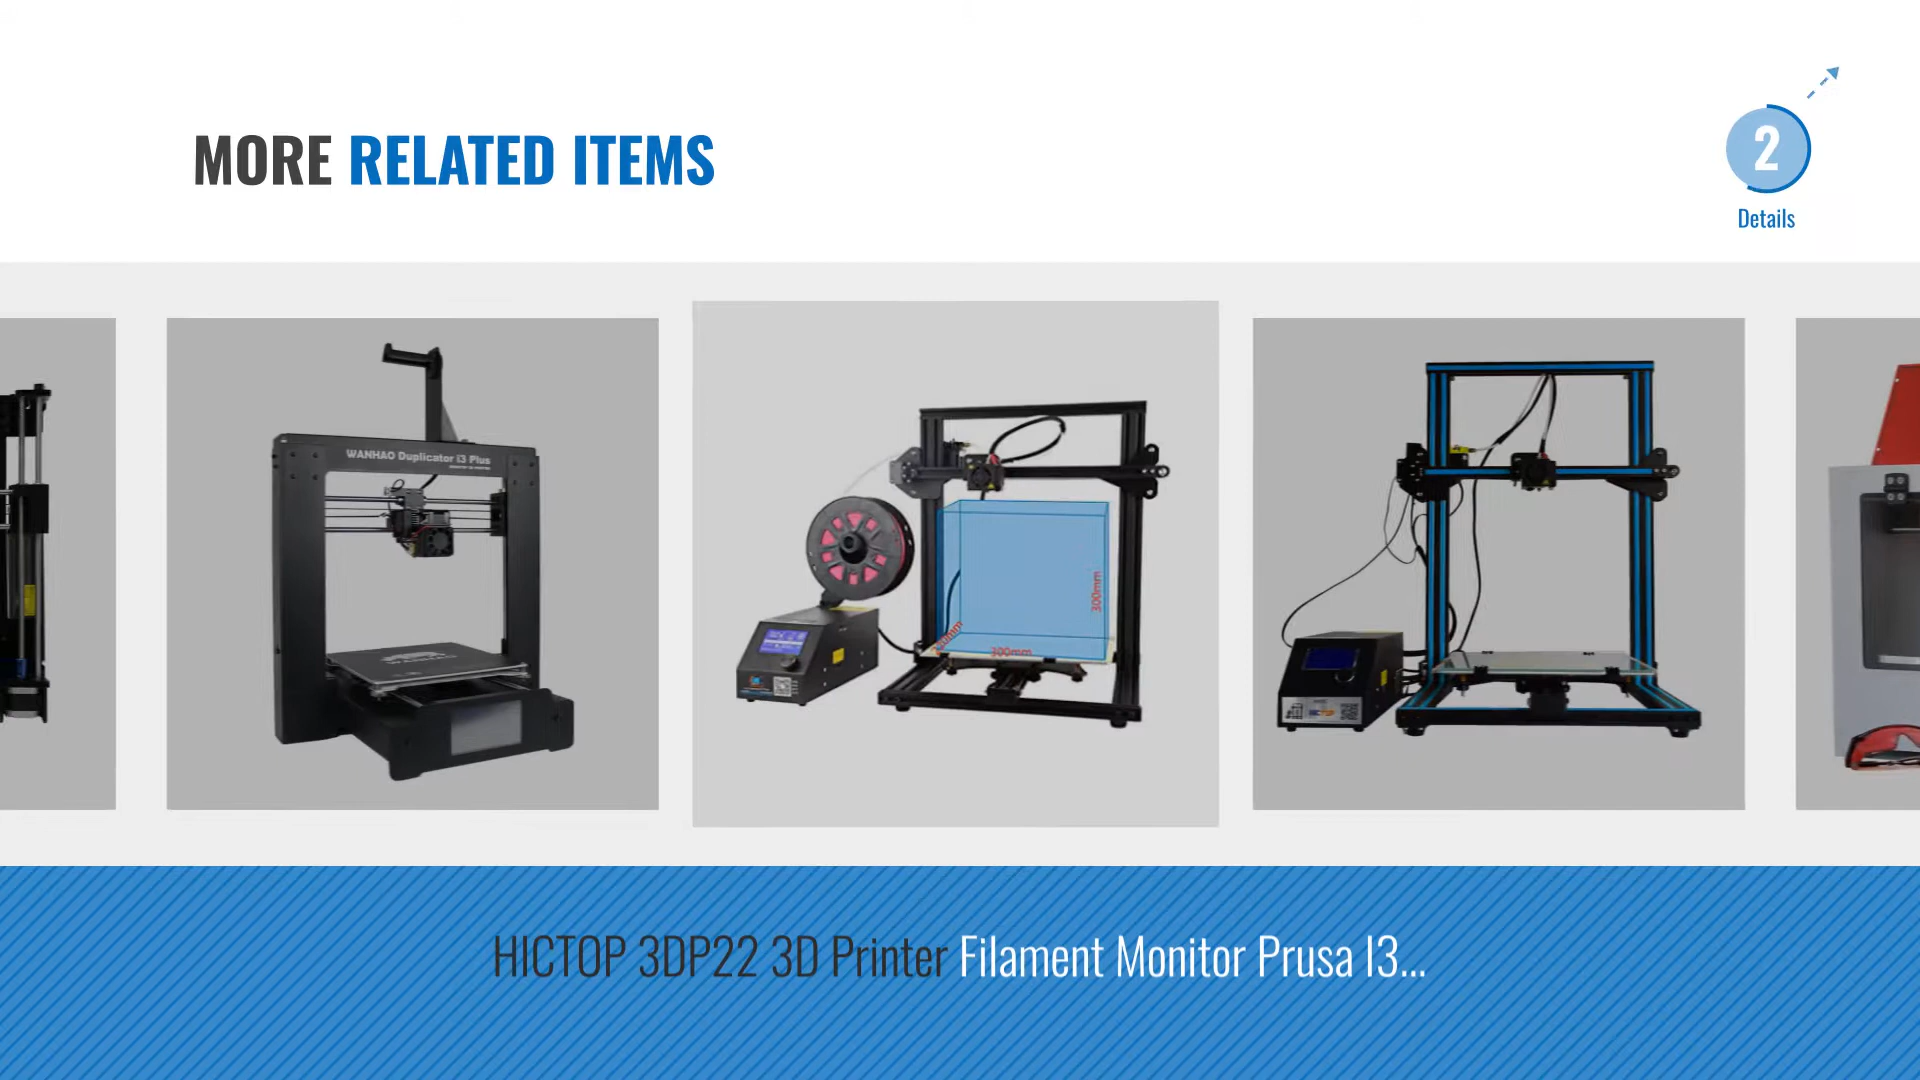 MORE RELATED ITEMS
2
Details
WANHAO Duplicator i3 Plus
WANHAO
300mm
300mm
HICTOP 3DP22 3D Printer Filament Monitor Prusa I3...